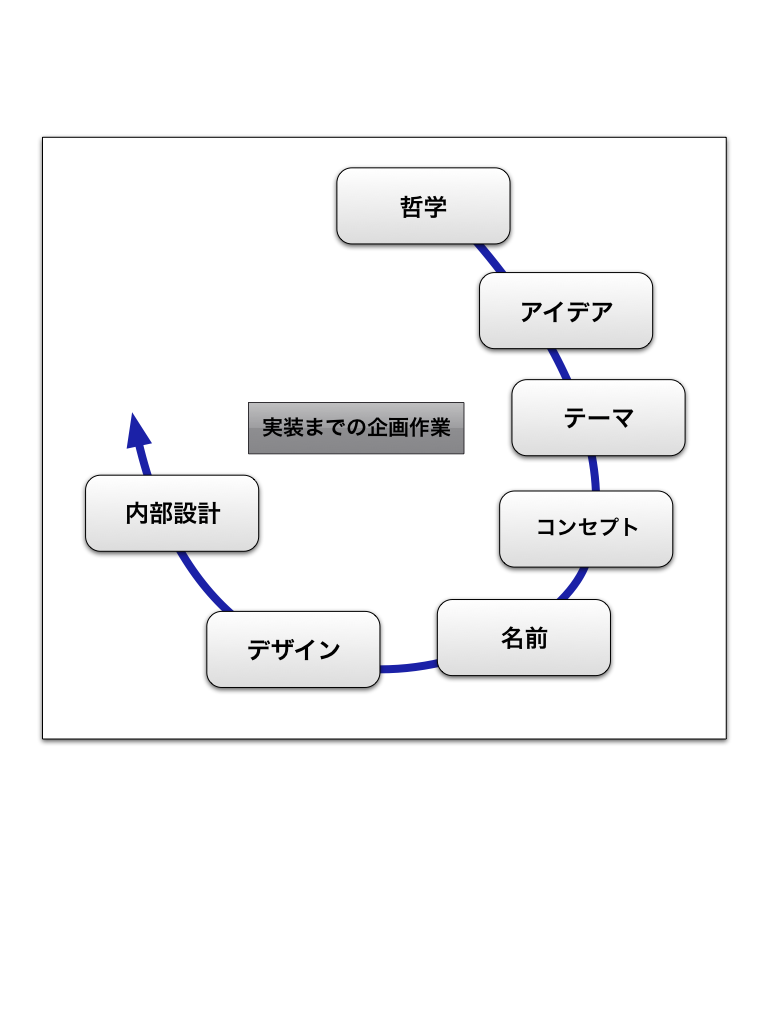 哲学
アイデア
テーマ
実装までの企画作業
コンセプト
内部設計
名前
デザイン